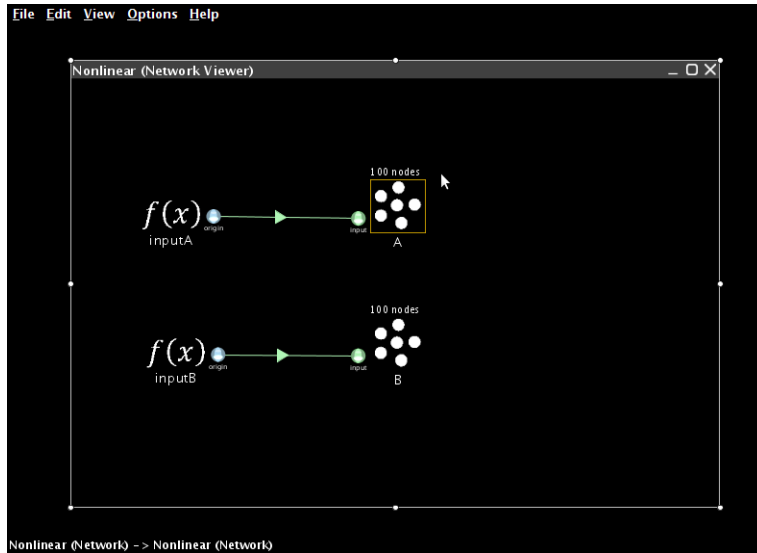 File Edit View Options Help
Nonlinear (Network Viewer)
100 nodes
f(x)
origin
input
inputA
A
100 nodes
f(x)
origin
input
inputB
B
Nonlinear (Network) -> Nonlinear (Network)